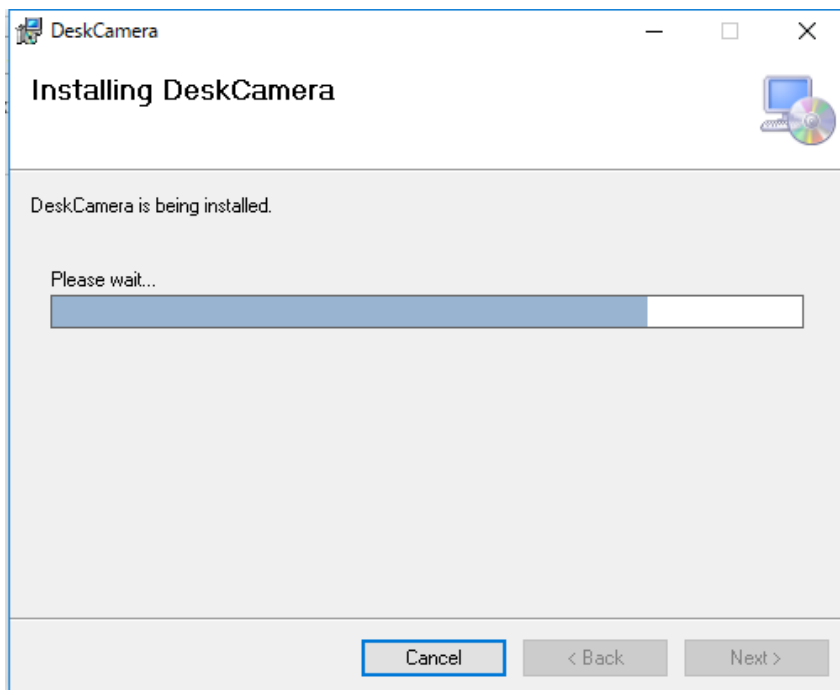 DeskCamera
Installing DeskCamera
DeskCamera is being installed.
Please wait...
Cancel
< Back
Next >